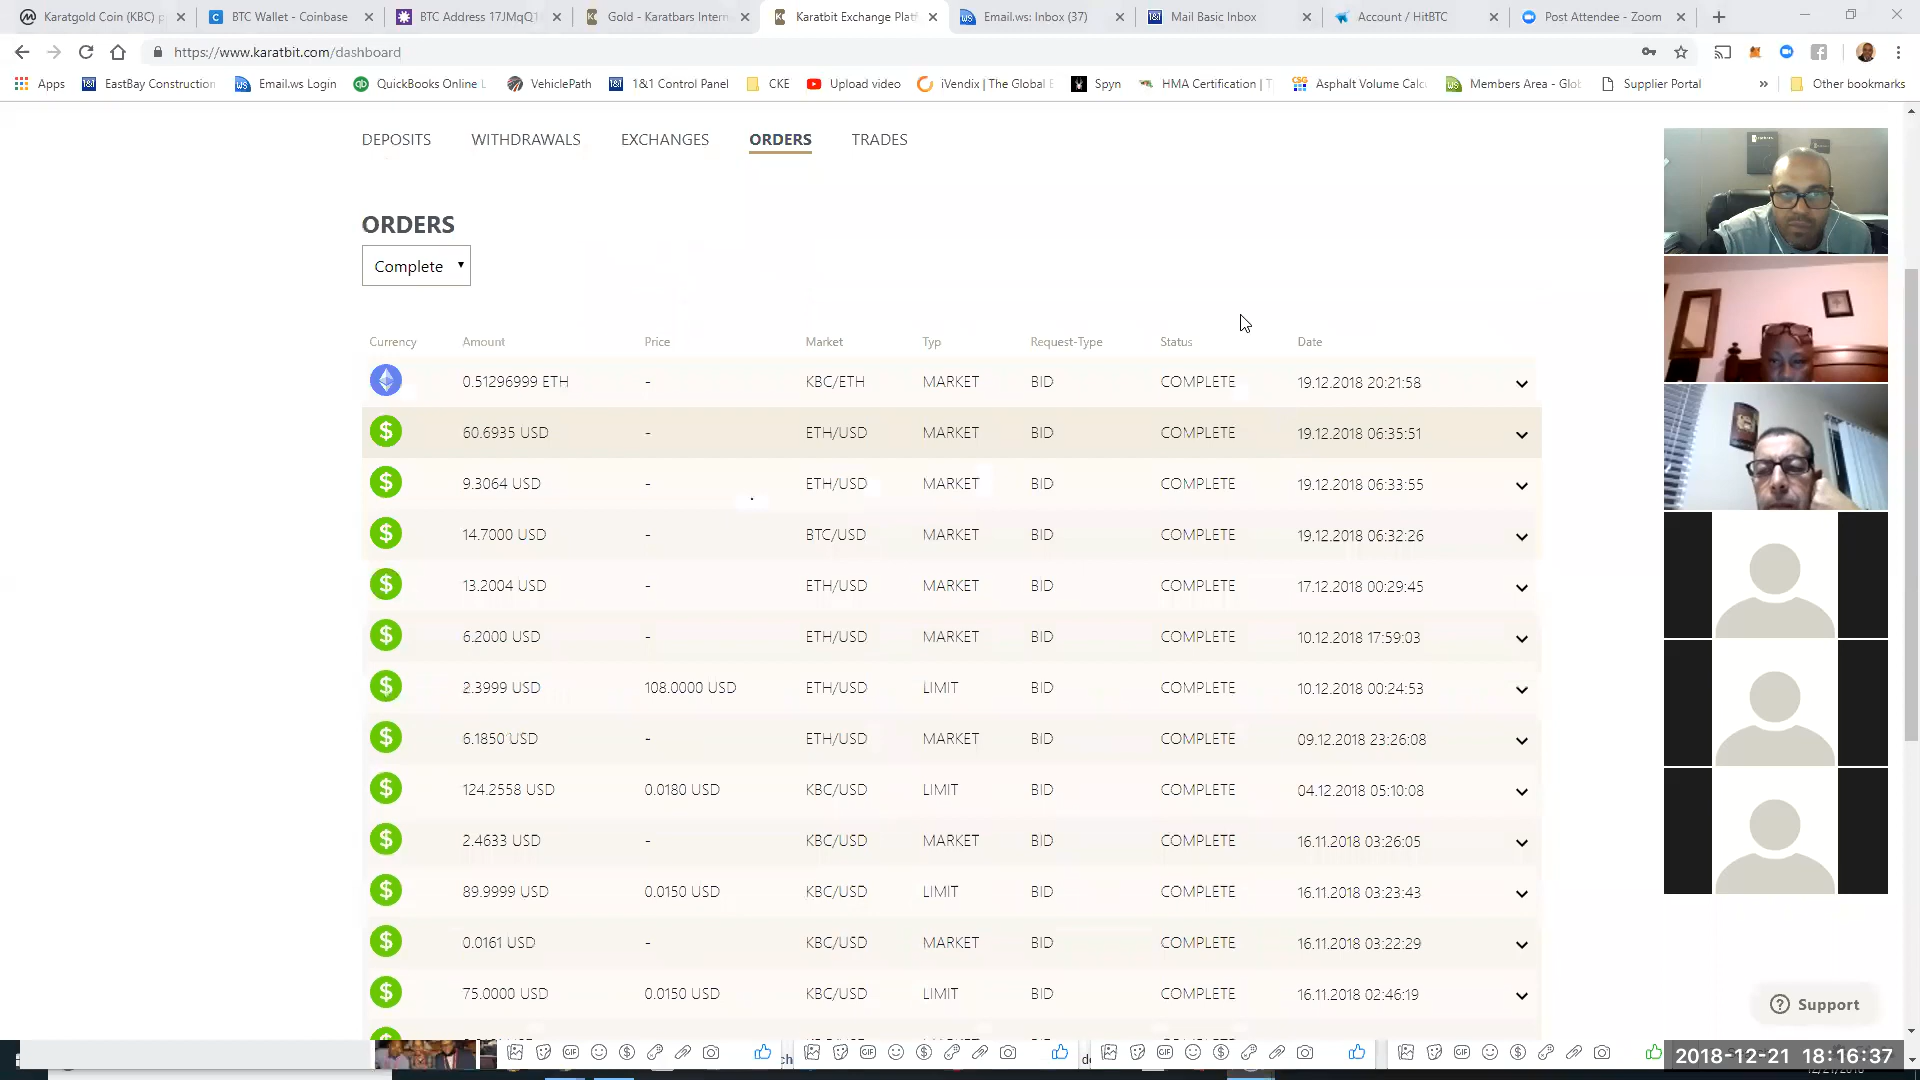 Karatgold Coin (KBC) p
BTC Wallet - Coinbase
BTC Address 17JMqQ1
Gold - Karatbars Intern
Karatbit Exchange Platf
Email.ws: Inbox (37)
Mail Basic Inbox
Account / HitBTC
Post Attendee - Zoom
https://www.karatbit.com/dashboard
Apps
EastBay Construction
Email.ws Login
QuickBooks Online L
VehiclePath
1&1 Control Panel
CKE
Upload video
iVendix | The Global E
Spyn
HMA Certification | T
Asphalt Volume Calc
Members Area - Glo
Supplier Portal
»
Other bookmarks
DEPOSITS WITHDRAWALS EXCHANGES ORDERS TRADES
ORDERS
Complete
Currency Amount Price Market Typ Request-Type Status Date
0.51296999 ETH - KBC/ETH MARKET BID COMPLETE 19.12.2018 20:21:58
$ 60.6935 USD - ETH/USD MARKET BID COMPLETE 19.12.2018 06:35:51
$ 9.3064 USD - ETH/USD MARKET BID COMPLETE 19.12.2018 06:33:55
$ 14.7000 USD - BTC/USD MARKET BID COMPLETE 19.12.2018 06:32:26
$ 13.2004 USD - ETH/USD MARKET BID COMPLETE 17.12.2018 00:29:45
$ 6.2000 USD - ETH/USD MARKET BID COMPLETE 10.12.2018 17:59:03
$ 2.3999 USD 108.0000 USD ETH/USD LIMIT BID COMPLETE 10.12.2018 00:24:53
$ 6.1850 USD - ETH/USD MARKET BID COMPLETE 09.12.2018 23:26:08
$ 124.2558 USD 0.0180 USD KBC/USD LIMIT BID COMPLETE 04.12.2018 05:10:08
$ 2.4633 USD - KBC/USD MARKET BID COMPLETE 16.11.2018 03:26:05
$ 89.9999 USD 0.0150 USD KBC/USD LIMIT BID COMPLETE 16.11.2018 03:23:43
$ 0.0161 USD - KBC/USD MARKET BID COMPLETE 16.11.2018 03:22:29
$ 75.0000 USD 0.0150 USD KBC/USD LIMIT BID COMPLETE 16.11.2018 02:46:19
? Support
2018-12-21 18:16:37